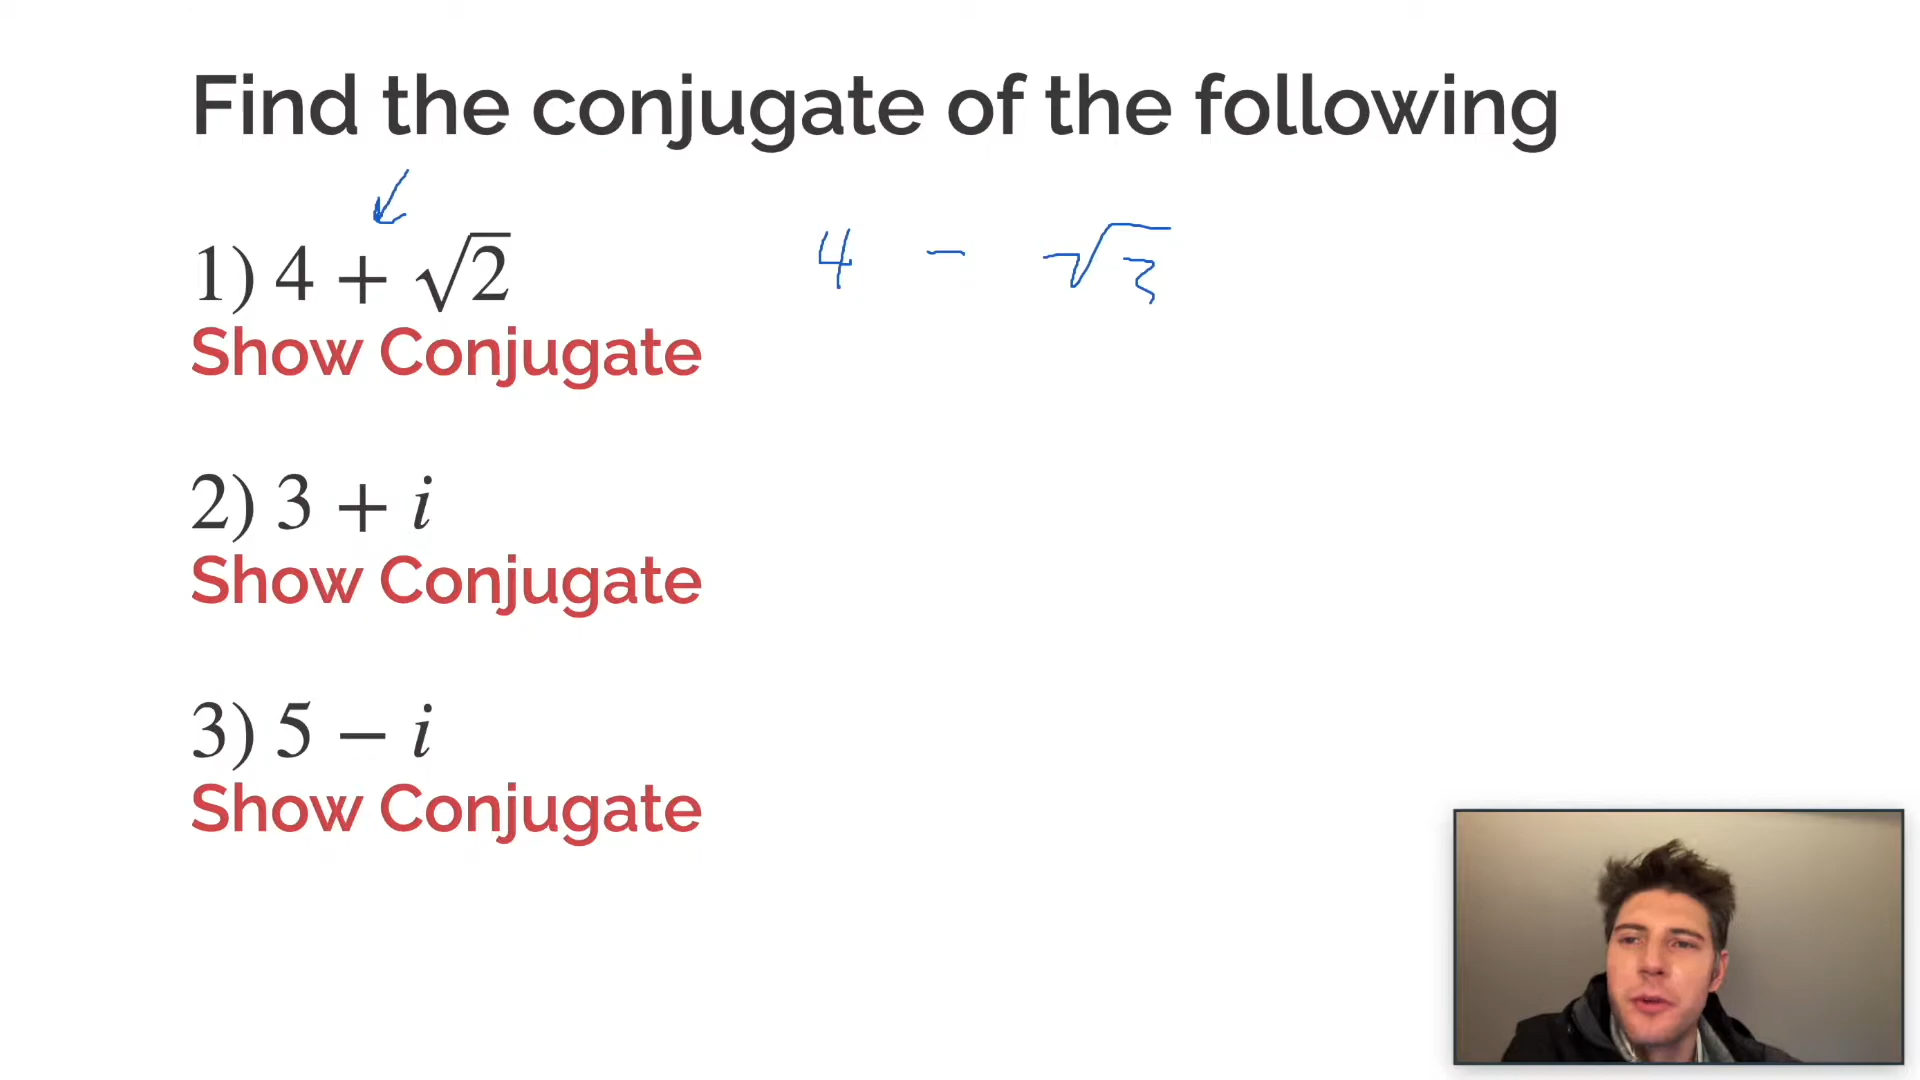 Find the conjugate of the following
1) 4 + √2 4 - √3
Show Conjugate
2) 3 + i
Show Conjugate
3) 5 − i
Show Conjugate